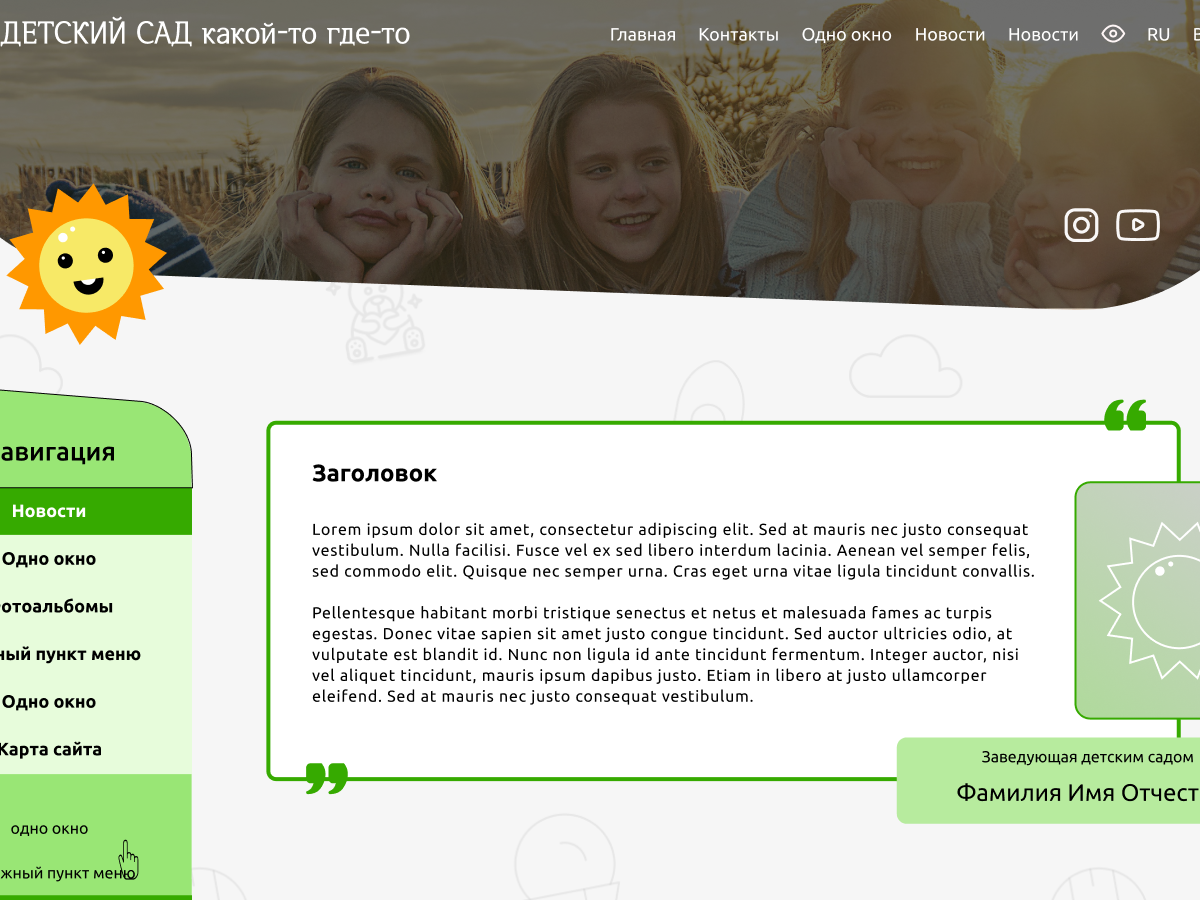 ДЕТСКИЙ САД какой-то где-то
Главная Контакты Одно окно Новости Новости RU
авигация
Новости
Одно окно
отоальбомы
ный пункт меню
Одно окно
Карта сайта
одно окно
жный пункт меню
Заголовок
Lorem ipsum dolor sit amet, consectetur adipiscing elit. Sed at mauris nec justo consequat
vestibulum. Nulla facilisi. Fusce vel ex sed libero interdum lacinia. Aenean vel semper felis,
sed commodo elit. Quisque nec semper urna. Cras eget urna vitae ligula tincidunt convallis.
Pellentesque habitant morbi tristique senectus et netus et malesuada fames ac turpis
egestas. Donec vitae sapien sit amet justo congue tincidunt. Sed auctor ultricies odio, at
vulputate est blandit id. Nunc non ligula id ante tincidunt fermentum. Integer auctor, nisi
vel aliquet tincidunt, mauris ipsum dapibus justo. Etiam in libero at justo ullamcorper
eleifend. Sed at mauris nec justo consequat vestibulum.
Заведующая детским садом
Фамилия Имя Отчест